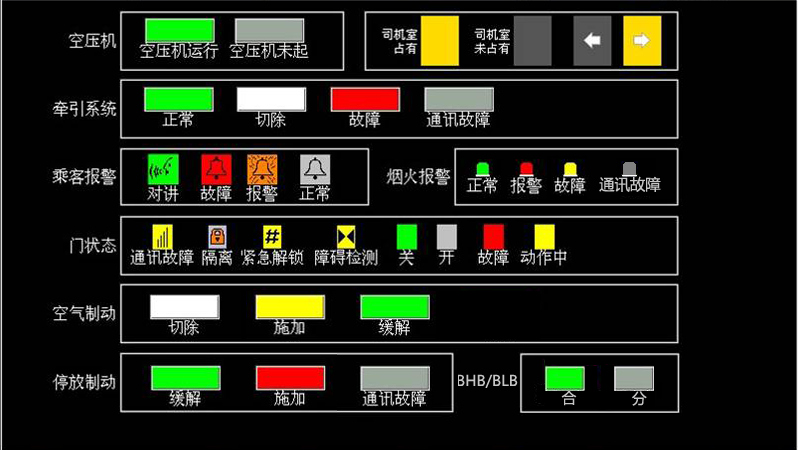 空压机
空压机运行 空压机未起
司机室
占有
司机室
未占有
牵引系统
正常 切除 故障 通讯故障
乘客报警
对讲 故障 报警 正常
烟火报警
正常 报警 故障 通讯故障
门状态
通讯故障 隔离 紧急解锁 障碍检测 关 开 故障 动作中
空气制动
切除 施加 缓解
停放制动
缓解 施加 通讯故障
BHB/BLB
合 分